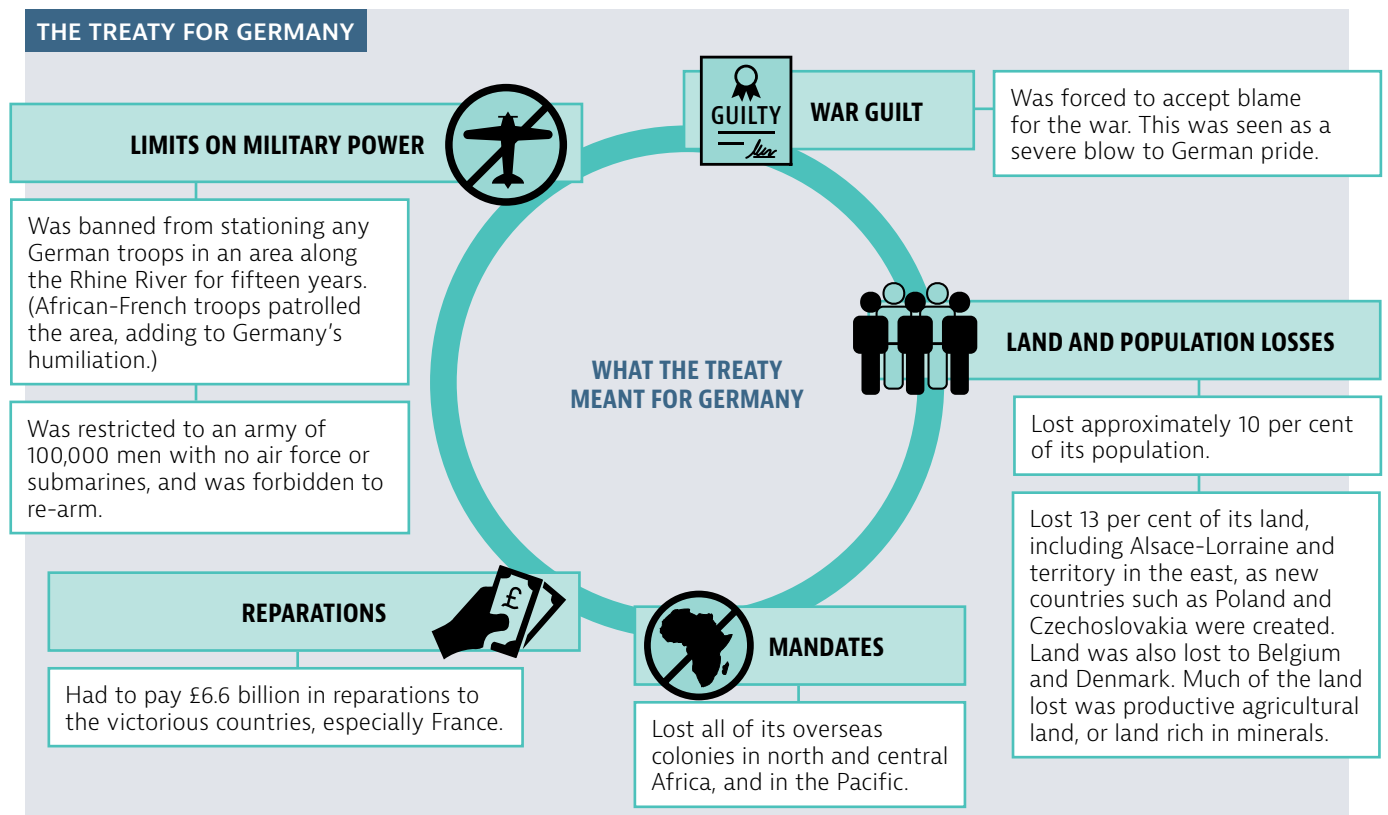 THE TREATY FOR GERMANY
LIMITS ON MILITARY POWER
Was banned from stationing any
German troops in an area along
the Rhine River for fifteen years.
(African-French troops patrolled
the area, adding to Germany's
humiliation.)
Was restricted to an army of
100,000 men with no air force or
submarines, and was forbidden to
re-arm.
GUILTY
WAR GUILT
Was forced to accept blame
for the war. This was seen as a
severe blow to German pride.
WHAT THE TREATY
MEANT FOR GERMANY
LAND AND POPULATION LOSSES
Lost approximately 10 per cent
of its population.
Lost 13 per cent of its land,
including Alsace-Lorraine and
territory in the east, as new
countries such as Poland and
Czechoslovakia were created.
Land was also lost to Belgium
and Denmark. Much of the land
lost was productive agricultural
land, or land rich in minerals.
REPARATIONS
£
Had to pay £6.6 billion in reparations to
the victorious countries, especially France.
MANDATES
Lost all of its overseas
colonies in north and central
Africa, and in the Pacific.